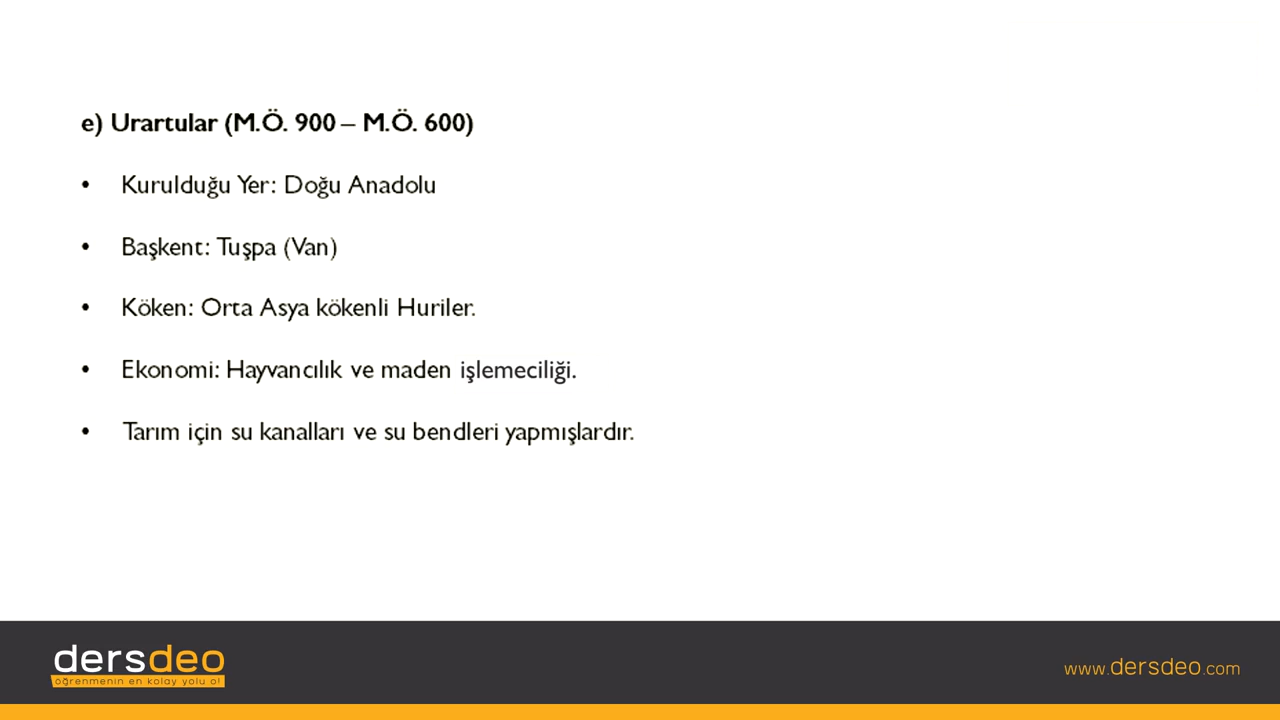 e) Urartular (M.Ö. 900 – M.Ö. 600)
• Kurulduğu Yer: Doğu Anadolu
• Başkent: Tuşpa (Van)
• Köken: Orta Asya kökenli Huriler.
• Ekonomi: Hayvancılık ve maden işlemeciliği.
• Tarım için su kanalları ve su bendleri yapmışlardır.
dersdeo
öğrenmenin en kolay yolu o!
www.dersdeo.com